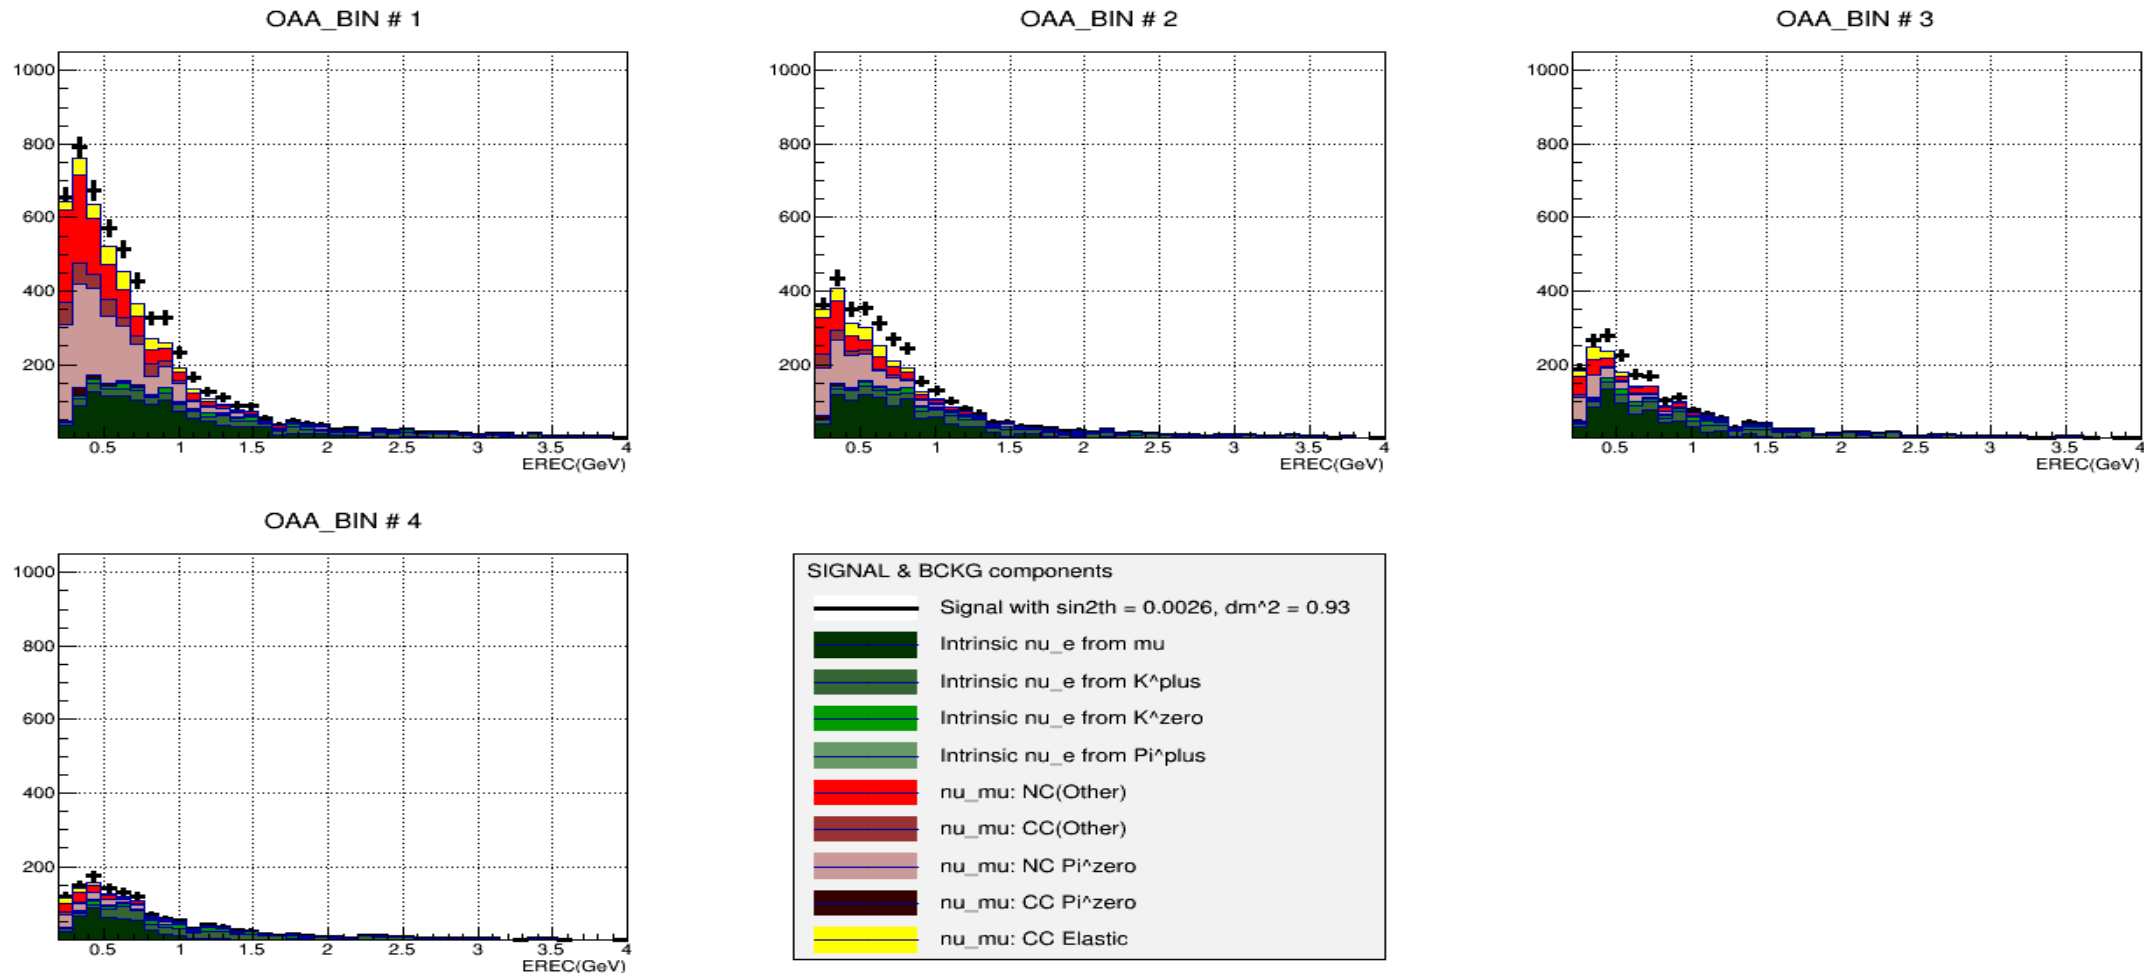 OAA_BIN # 1
1000
800
600
400
200
0.5 1 1.5 2 2.5 3 3.5 4
EREC(GeV)
OAA_BIN # 2
1000
800
600
400
200
0.5 1 1.5 2 2.5 3 3.5 4
EREC(GeV)
OAA_BIN # 3
1000
800
600
400
200
0.5 1 1.5 2 2.5 3 3.5 4
EREC(GeV)
OAA_BIN # 4
1000
800
600
400
200
0.5 1 1.5 2 2.5 3 3.5 4
EREC(GeV)
SIGNAL & BCKG components
Signal with sin2th = 0.0026, dm^2 = 0.93
Intrinsic nu_e from mu
Intrinsic nu_e from K^plus
Intrinsic nu_e from K^zero
Intrinsic nu_e from Pi^plus
nu_mu: NC(Other)
nu_mu: CC(Other)
nu_mu: NC Pi^zero
nu_mu: CC Pi^zero
nu_mu: CC Elastic